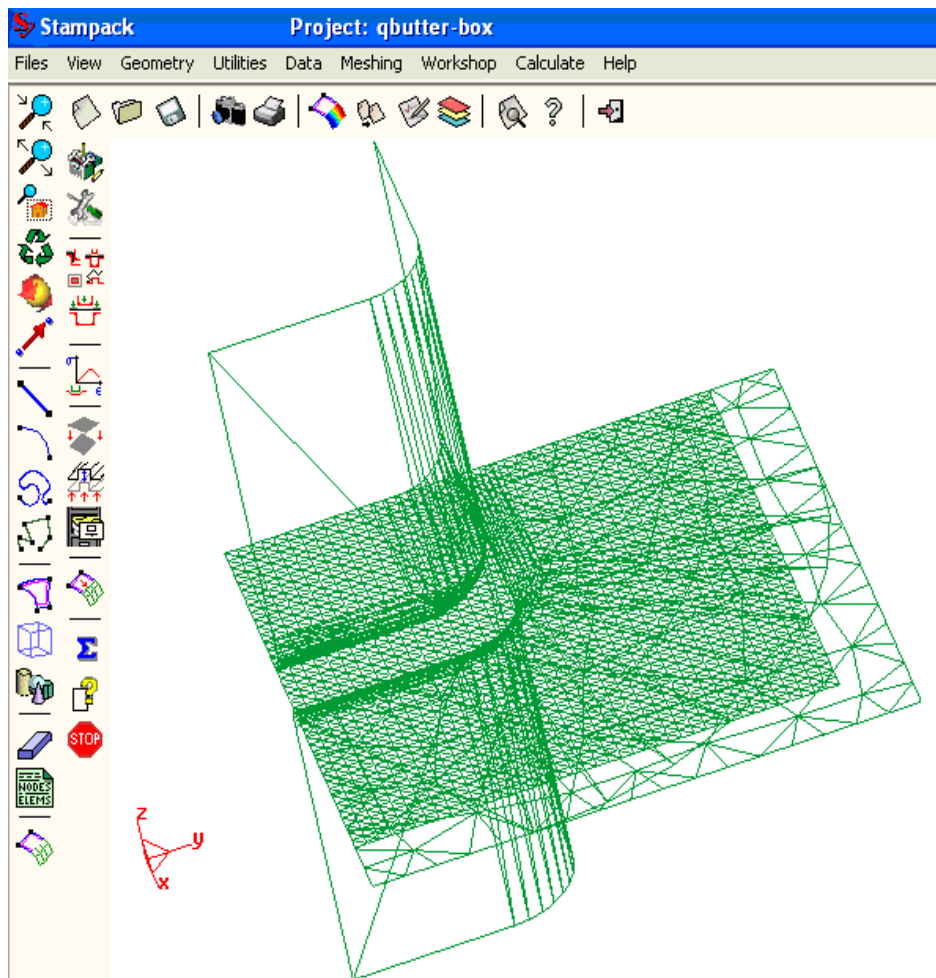 Stampack Project: qbutter-box
Files View Geometry Utilities Data Meshing Workshop Calculate Help
σ
ε
Σ
?
STOP
NODES
ELEMS
z
y
x